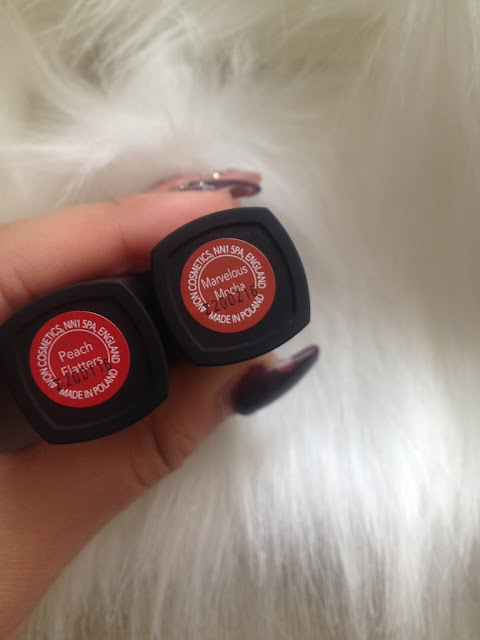 AVON COSMETICS, NN1 5PA, ENGLAND
Peach
Flatters
MADE IN POLAND
AVON COSMETICS, NN1 5PA, ENGLAND
Marvelous
Mocha
MADE IN POLAND